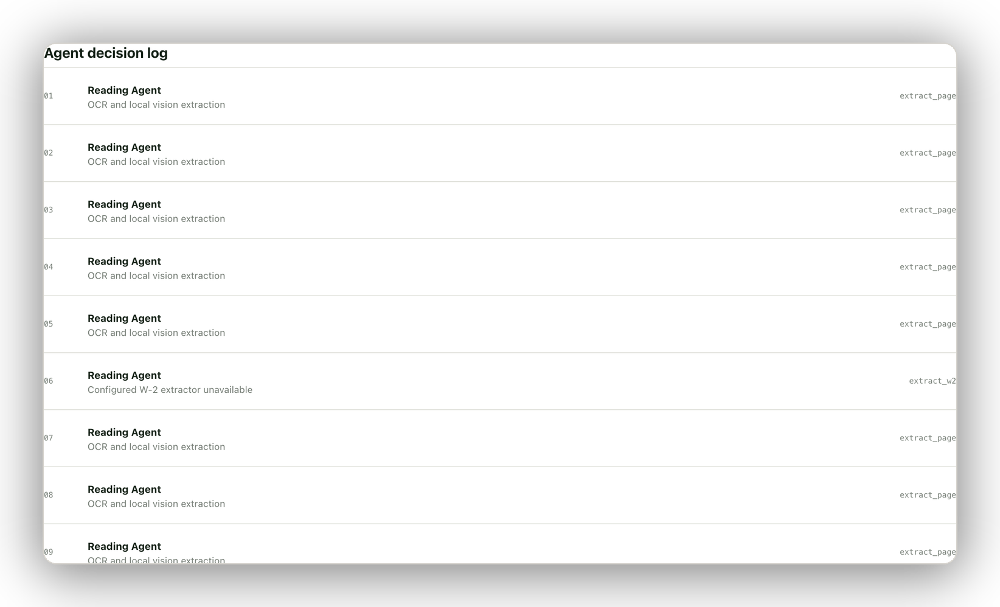 Agent decision log
01
Reading Agent
OCR and local vision extraction
extract_page
02
Reading Agent
OCR and local vision extraction
extract_page
03
Reading Agent
OCR and local vision extraction
extract_page
04
Reading Agent
OCR and local vision extraction
extract_page
05
Reading Agent
OCR and local vision extraction
extract_page
06
Reading Agent
Configured W-2 extractor unavailable
extract_w2
07
Reading Agent
OCR and local vision extraction
extract_page
08
Reading Agent
OCR and local vision extraction
extract_page
09
Reading Agent
OCR and local vision extraction
extract_page